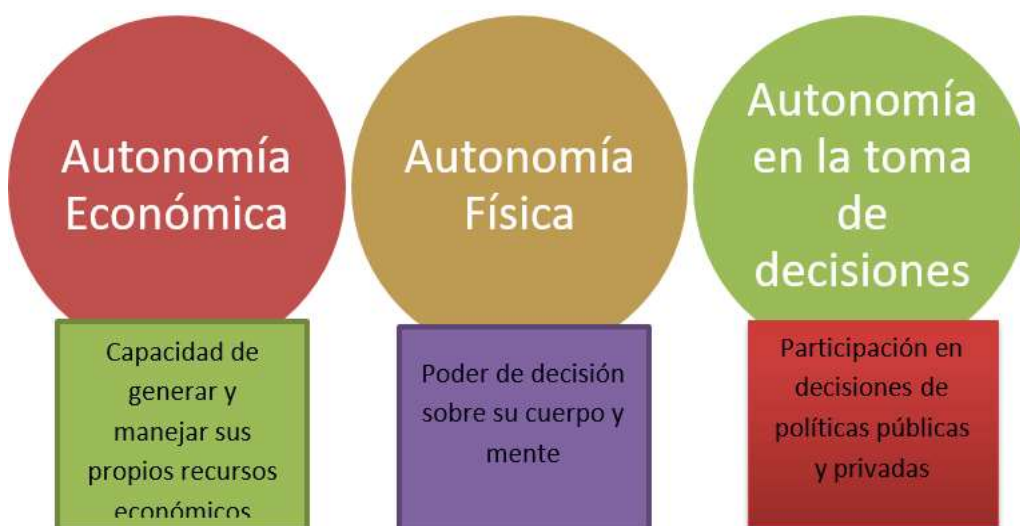 Autonomía
Económica
Capacidad de
generar y
manejar sus
propios recursos
económicos
Autonomía
Física
Poder de decisión
sobre su cuerpo y
mente
Autonomía
en la toma
de
decisiones
Participación en
decisiones de
políticas públicas
y privadas